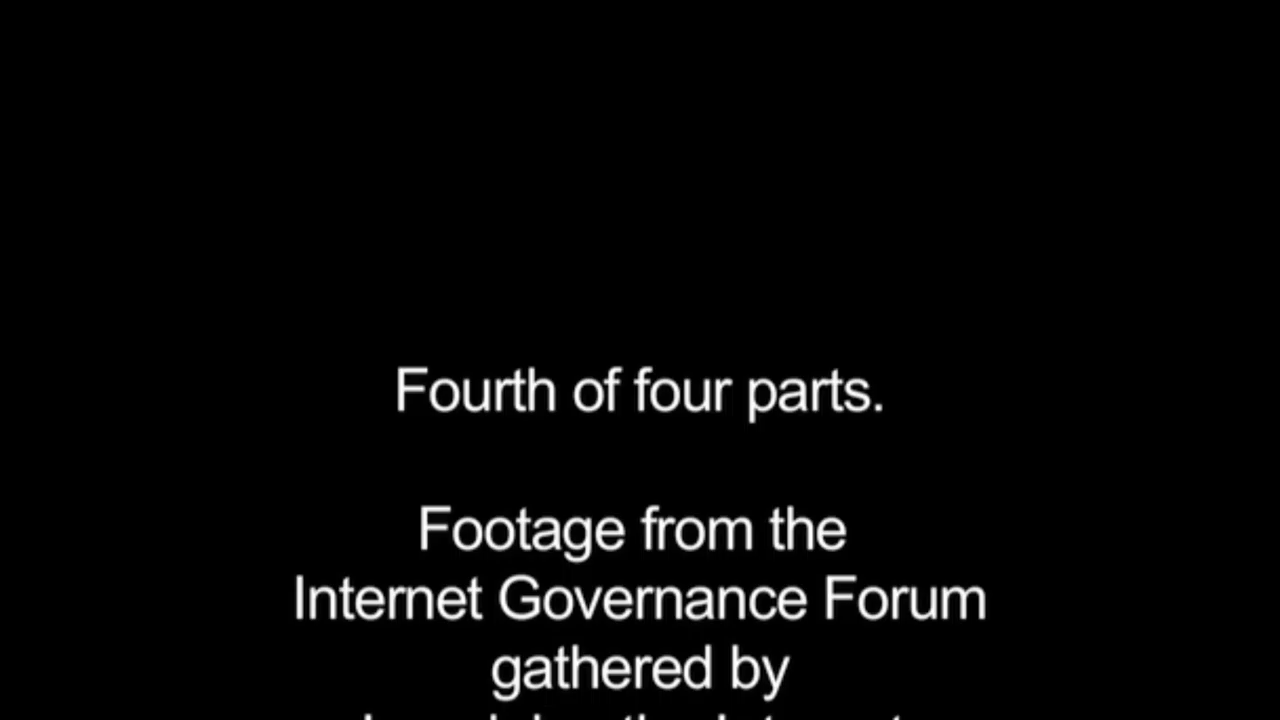 Fourth of four parts.
Footage from the
Internet Governance Forum
gathered by